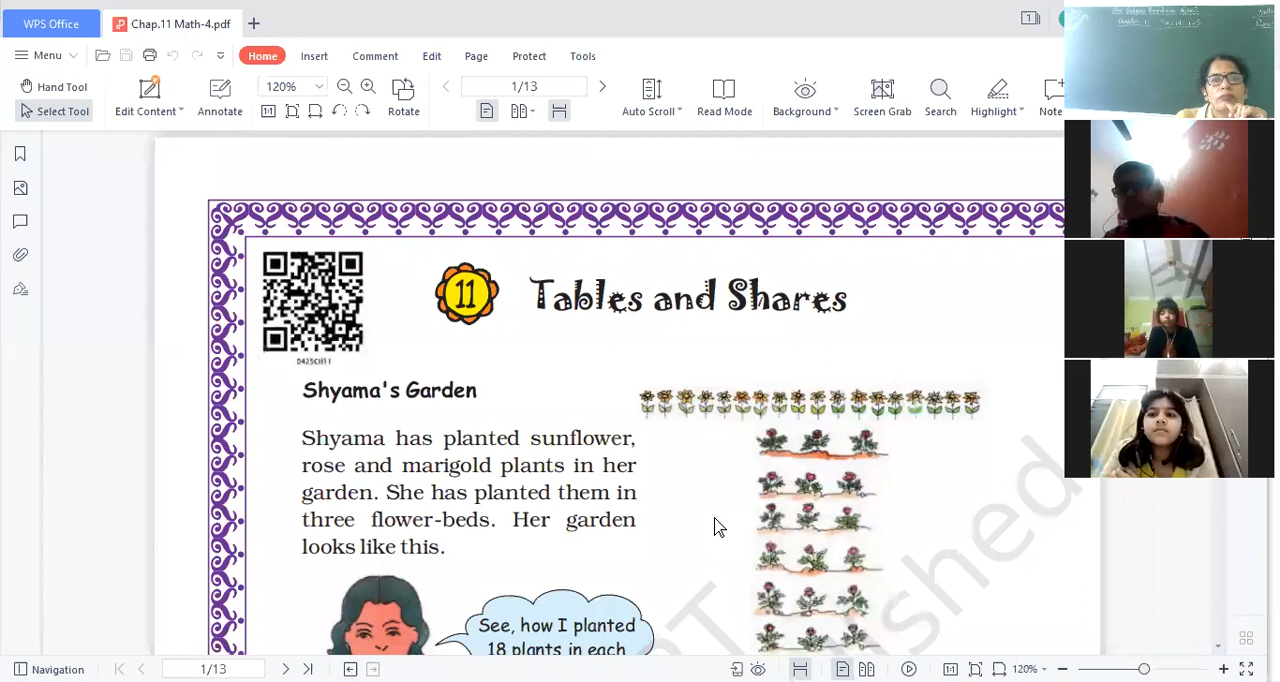 WPS Office
Chap.11 Math-4.pdf
Menu
Home
Insert
Comment
Edit
Page
Protect
Tools
Hand Tool
Select Tool
Edit Content
Annotate
120%
Rotate
1/13
Auto Scroll
Read Mode
Background
Screen Grab
Search
Highlight
Note
11 Tables and Shares
D425CH11
Shyama's Garden
Shyama has planted sunflower,
rose and marigold plants in her
garden. She has planted them in
three flower-beds. Her garden
looks like this.
See, how I planted
18 plants in each
Navigation
1/13
120%